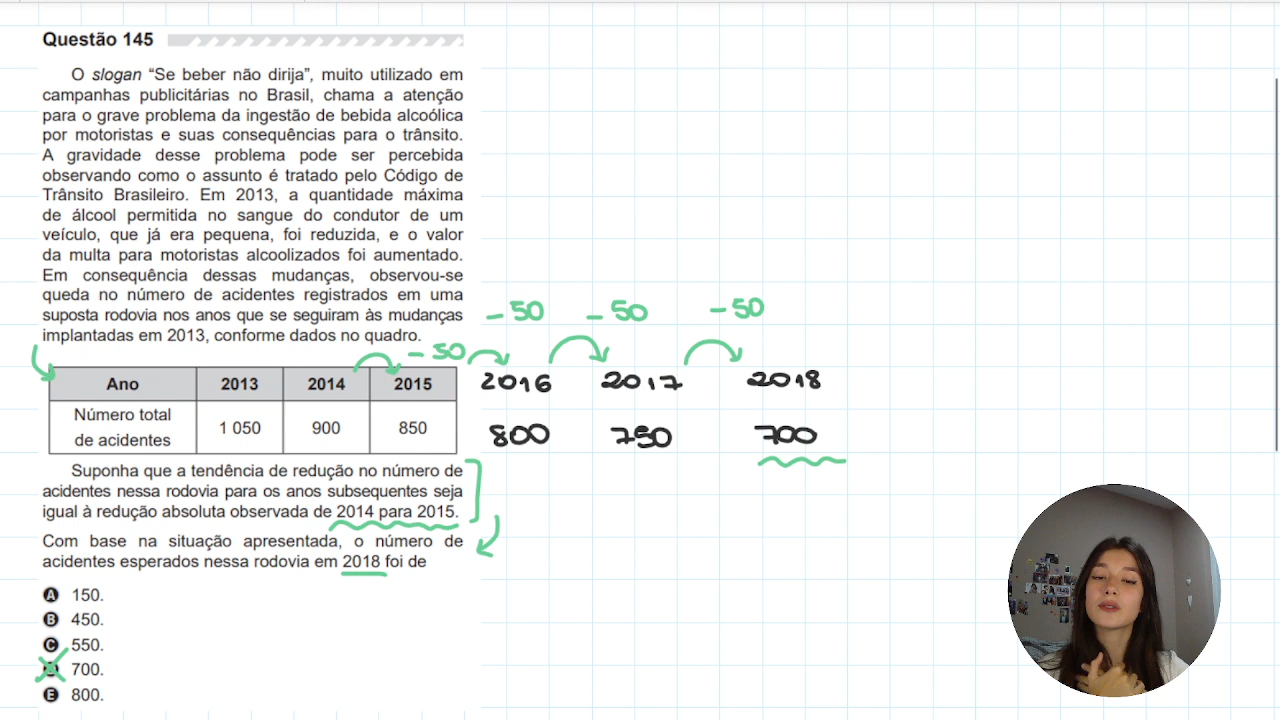 Questão 145
O slogan “Se beber não dirija”, muito utilizado em
campanhas publicitárias no Brasil, chama a atenção
para o grave problema da ingestão de bebida alcoólica
por motoristas e suas consequências para o trânsito.
A gravidade desse problema pode ser percebida
observando como o assunto é tratado pelo Código de
Trânsito Brasileiro. Em 2013, a quantidade máxima
de álcool permitida no sangue do condutor de um
veículo, que já era pequena, foi reduzida, e o valor
da multa para motoristas alcoolizados foi aumentado.
Em consequência dessas mudanças, observou-se
queda no número de acidentes registrados em uma
suposta rodovia nos anos que se seguiram às mudanças
implantadas em 2013, conforme dados no quadro.
- 50 - 50 - 50 - 50
Ano 2013 2014 2015 2016 2017 2018
Número total
de acidentes 1 050 900 850 800 750 700
Suponha que a tendência de redução no número de
acidentes nessa rodovia para os anos subsequentes seja
igual à redução absoluta observada de 2014 para 2015.
Com base na situação apresentada, o número de
acidentes esperados nessa rodovia em 2018 foi de
A 150.
B 450.
C 550.
D 700.
E 800.